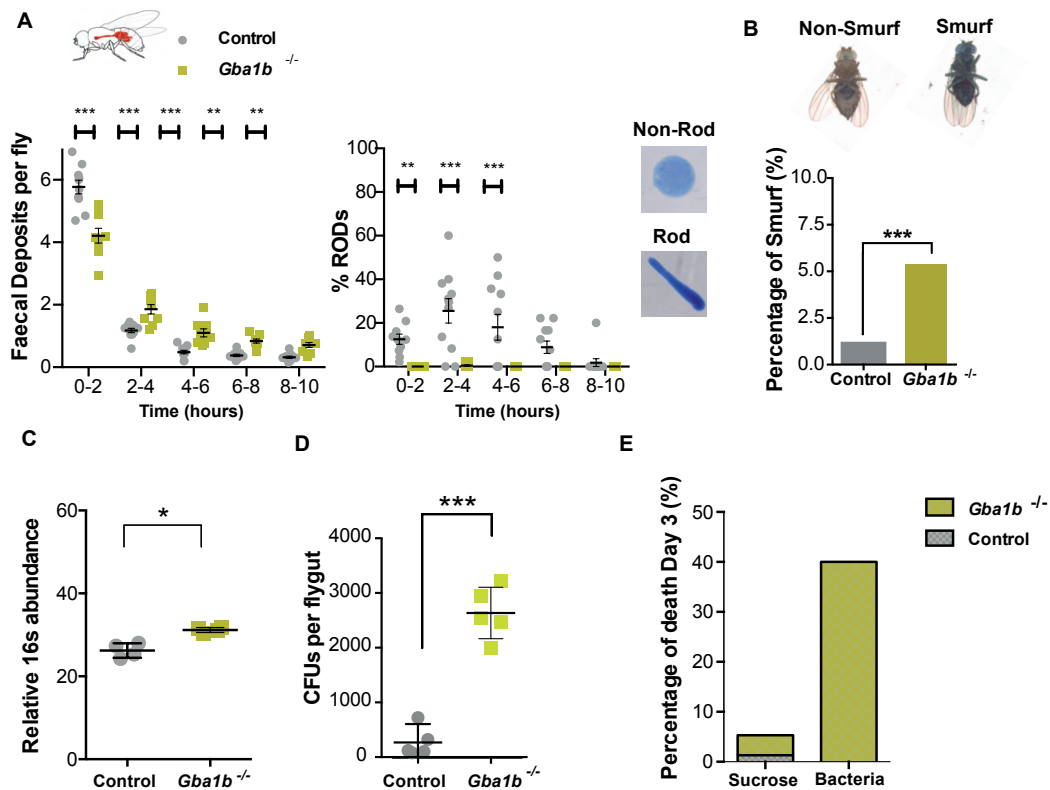 A
Control
Gba1b -/-
*** *** *** ** **
Faecal Deposits per fly
6
4
2
0
0-2 2-4 4-6 6-8 8-10
Time (hours)
** *** ***
% RODs
100
80
60
40
20
0
0-2 2-4 4-6 6-8 8-10
Time (hours)
Non-Rod
Rod
B
Non-Smurf Smurf
Percentage of Smurf (%)
10.0
7.5
5.0
2.5
0.0
***
Control Gba1b -/-
C
Relative 16s abundance
60
40
20
0
*
Control Gba1b -/-
D
CFUs per flygut
4000
3000
2000
1000
0
***
Control Gba1b -/-
E
Percentage of death Day 3 (%)
50
40
30
20
10
0
Sucrose Bacteria
Gba1b -/-
Control